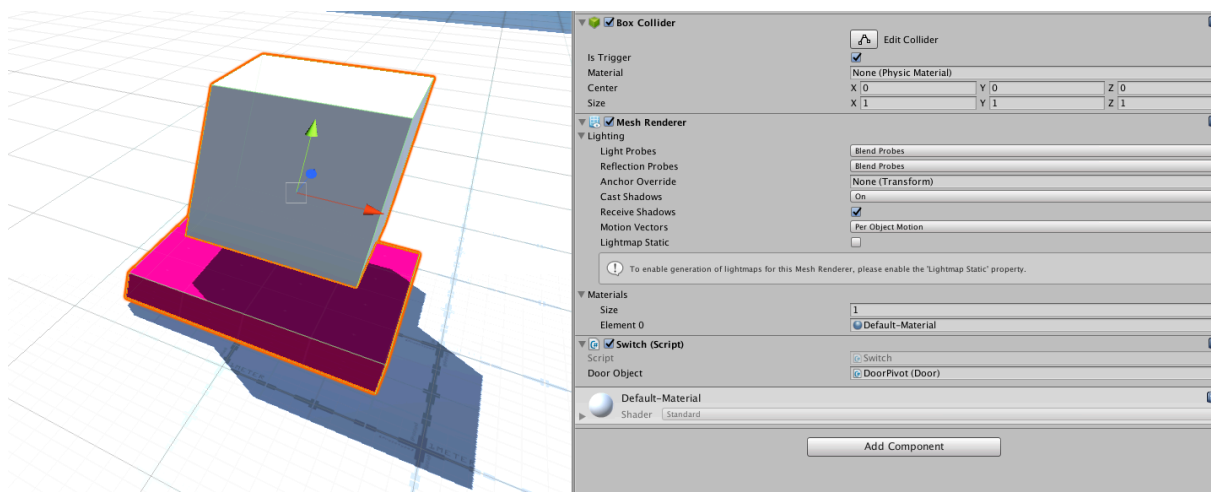 Box Collider
Edit Collider
Is Trigger
Material None (Physic Material)
Center X 0 Y 0 Z 0
Size X 1 Y 1 Z 1
Mesh Renderer
Lighting
Light Probes Blend Probes
Reflection Probes Blend Probes
Anchor Override None (Transform)
Cast Shadows On
Receive Shadows
Motion Vectors Per Object Motion
Lightmap Static
To enable generation of lightmaps for this Mesh Renderer, please enable the 'Lightmap Static' property.
Materials
Size 1
Element 0 Default-Material
Switch (Script)
Script Switch
Door Object DoorPivot (Door)
Default-Material
Shader Standard
Add Component